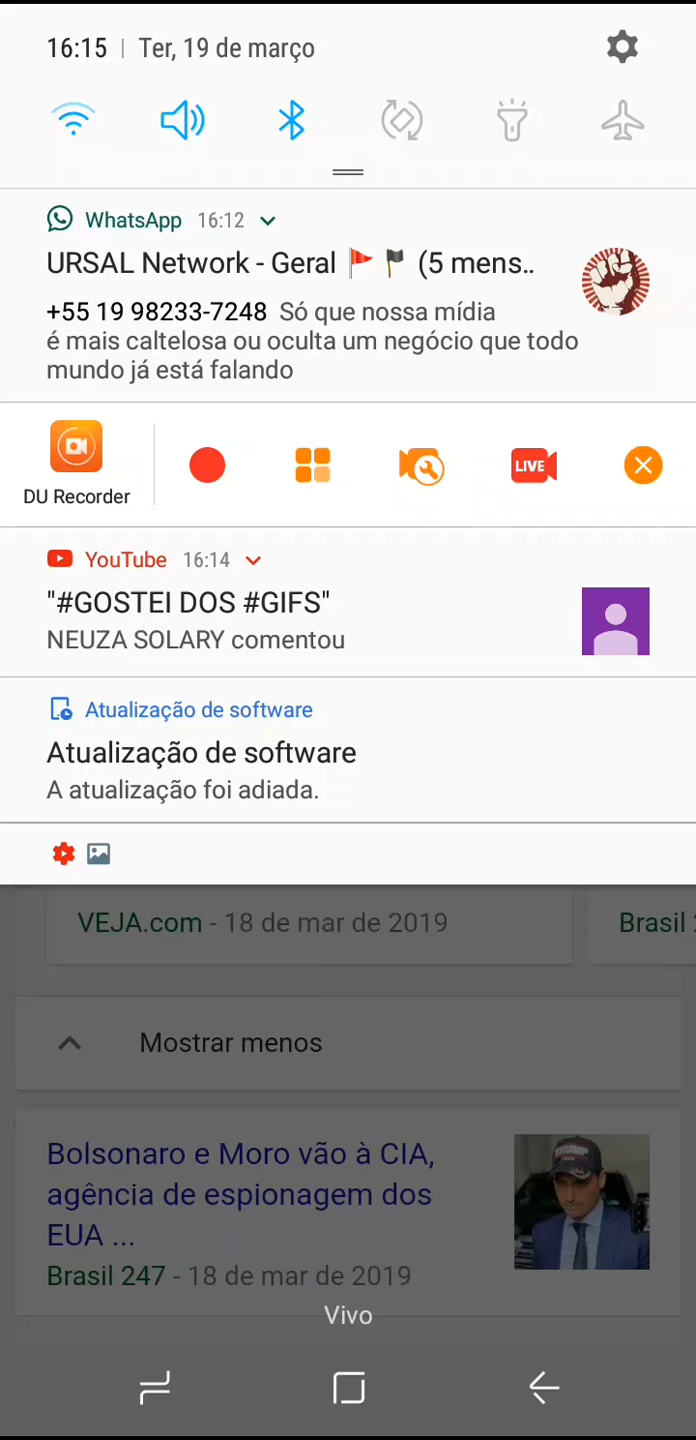 16:15 | Ter, 19 de março
WhatsApp 16:12
URSAL Network - Geral 🚩 🏴 (5 mens..
+55 19 98233-7248 Só que nossa mídia
é mais caltelosa ou oculta um negócio que todo
mundo já está falando
DU Recorder
LIVE
YouTube 16:14
"#GOSTEI DOS #GIFS"
NEUZA SOLARY comentou
Atualização de software
Atualização de software
A atualização foi adiada.
VEJA.com - 18 de mar de 2019
Brasil
Mostrar menos
Bolsonaro e Moro vão à CIA,
agência de espionagem dos
EUA ...
Brasil 247 - 18 de mar de 2019
TRUMP
Vivo